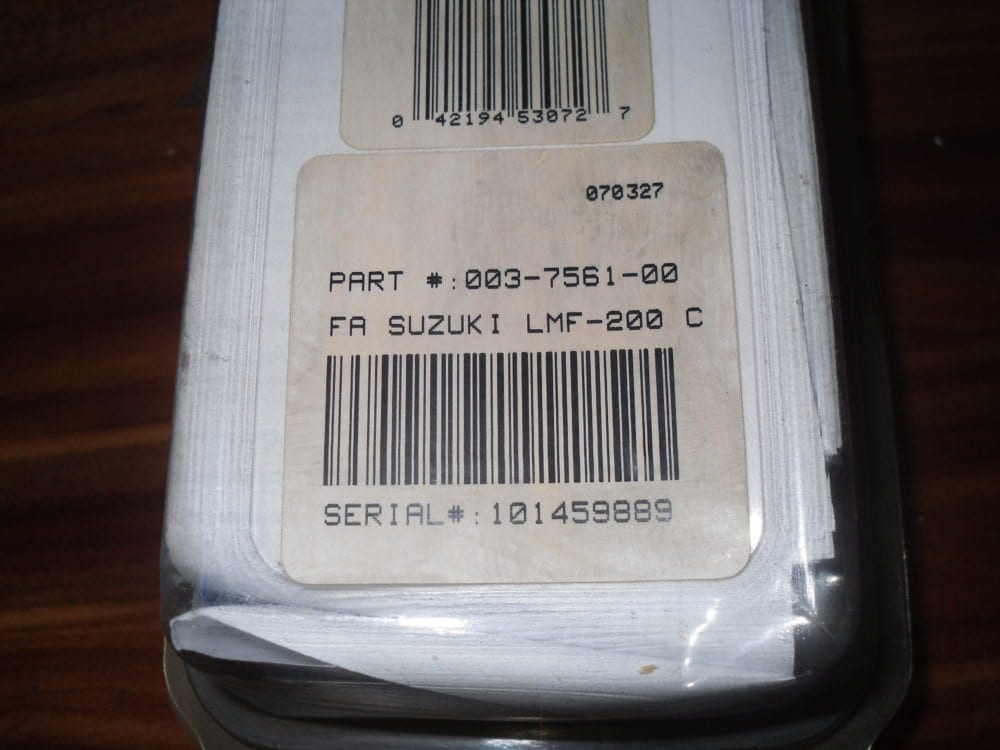 0 42194 53072 7
070327
PART #:003-7561-00
FA SUZUKI LMF-200 C
SERIAL#:101459889